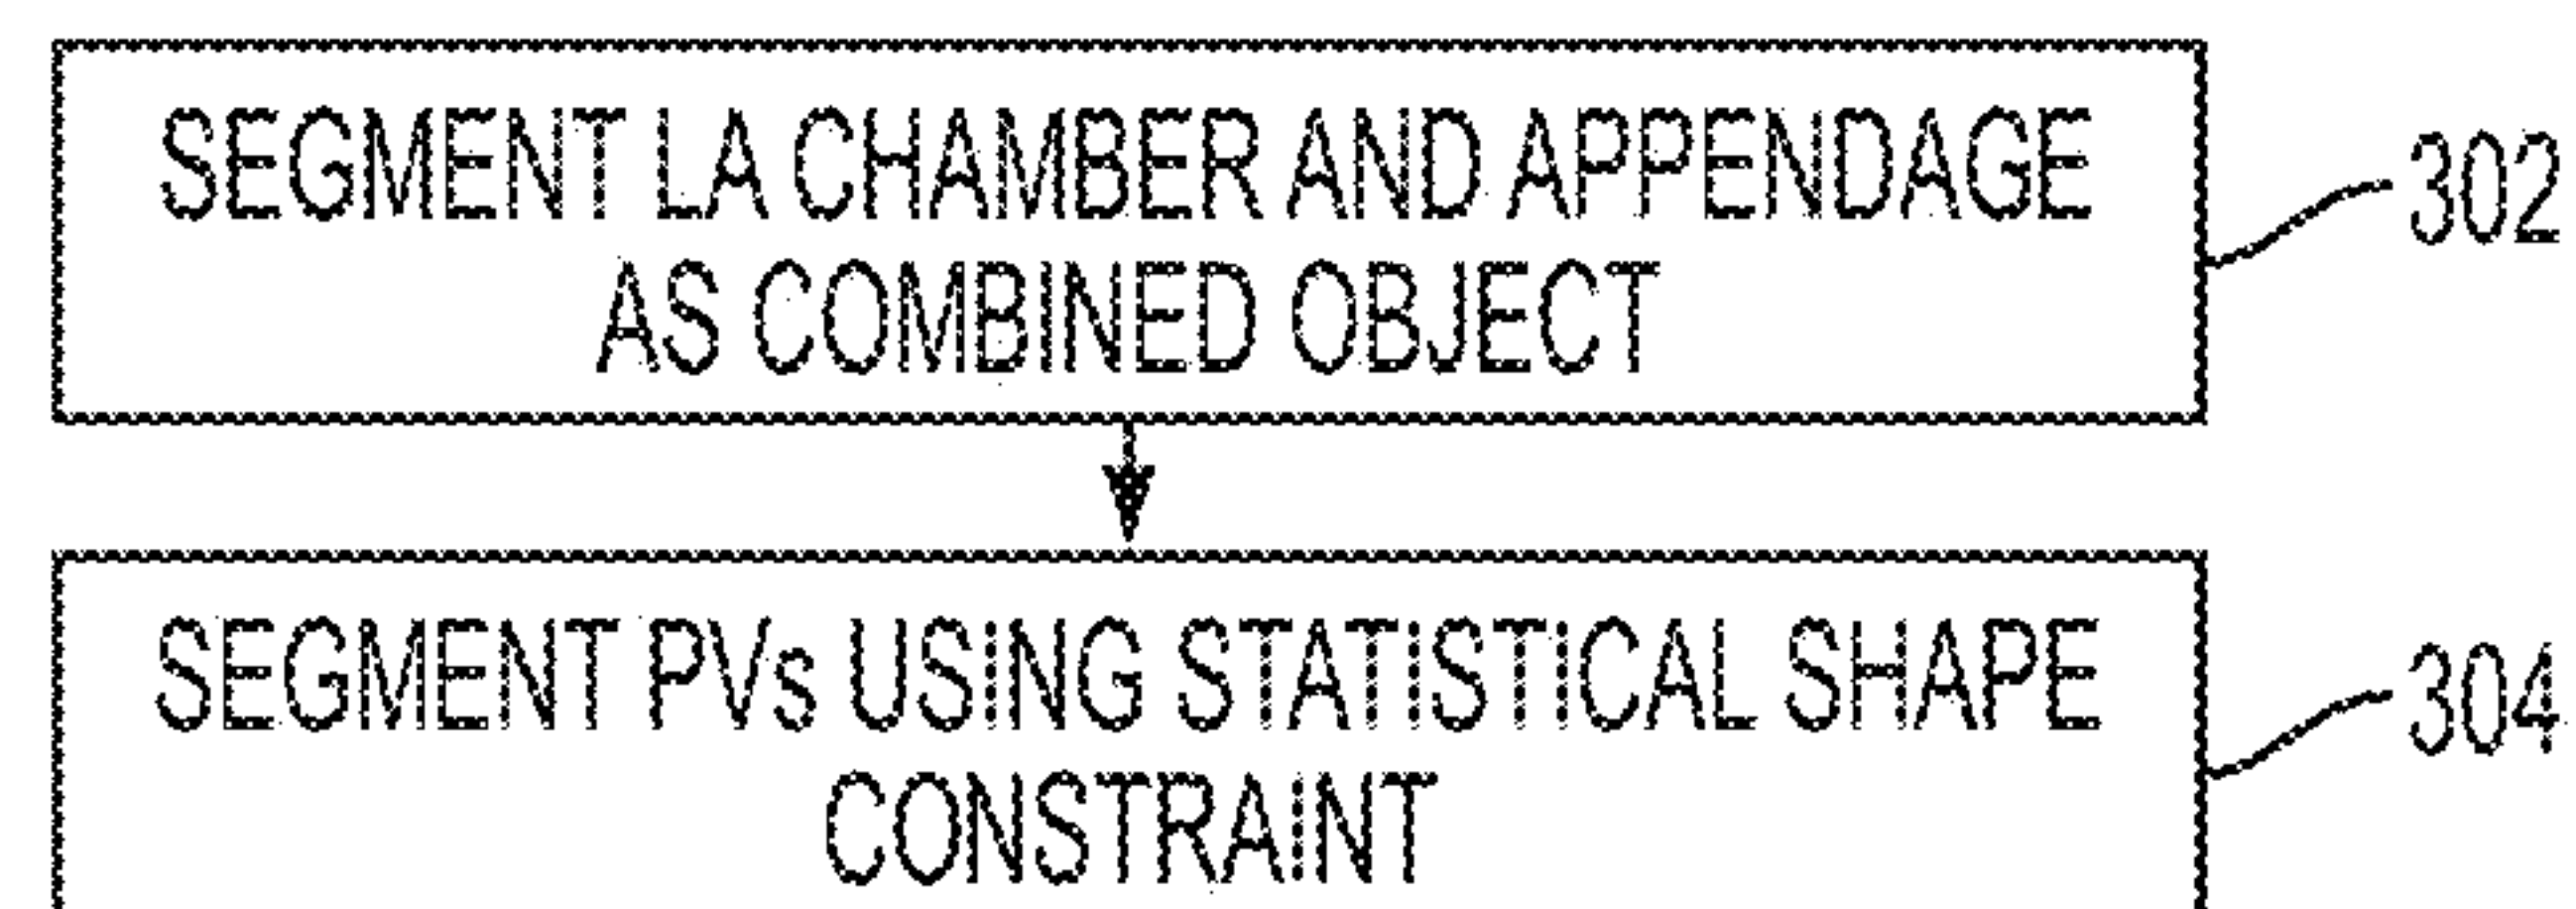 SEGMENT LA CHAMBER AND APPENDAGE
AS COMBINED OBJECT
302
SEGMENT PVs USING STATISTICAL SHAPE
CONSTRAINT
304